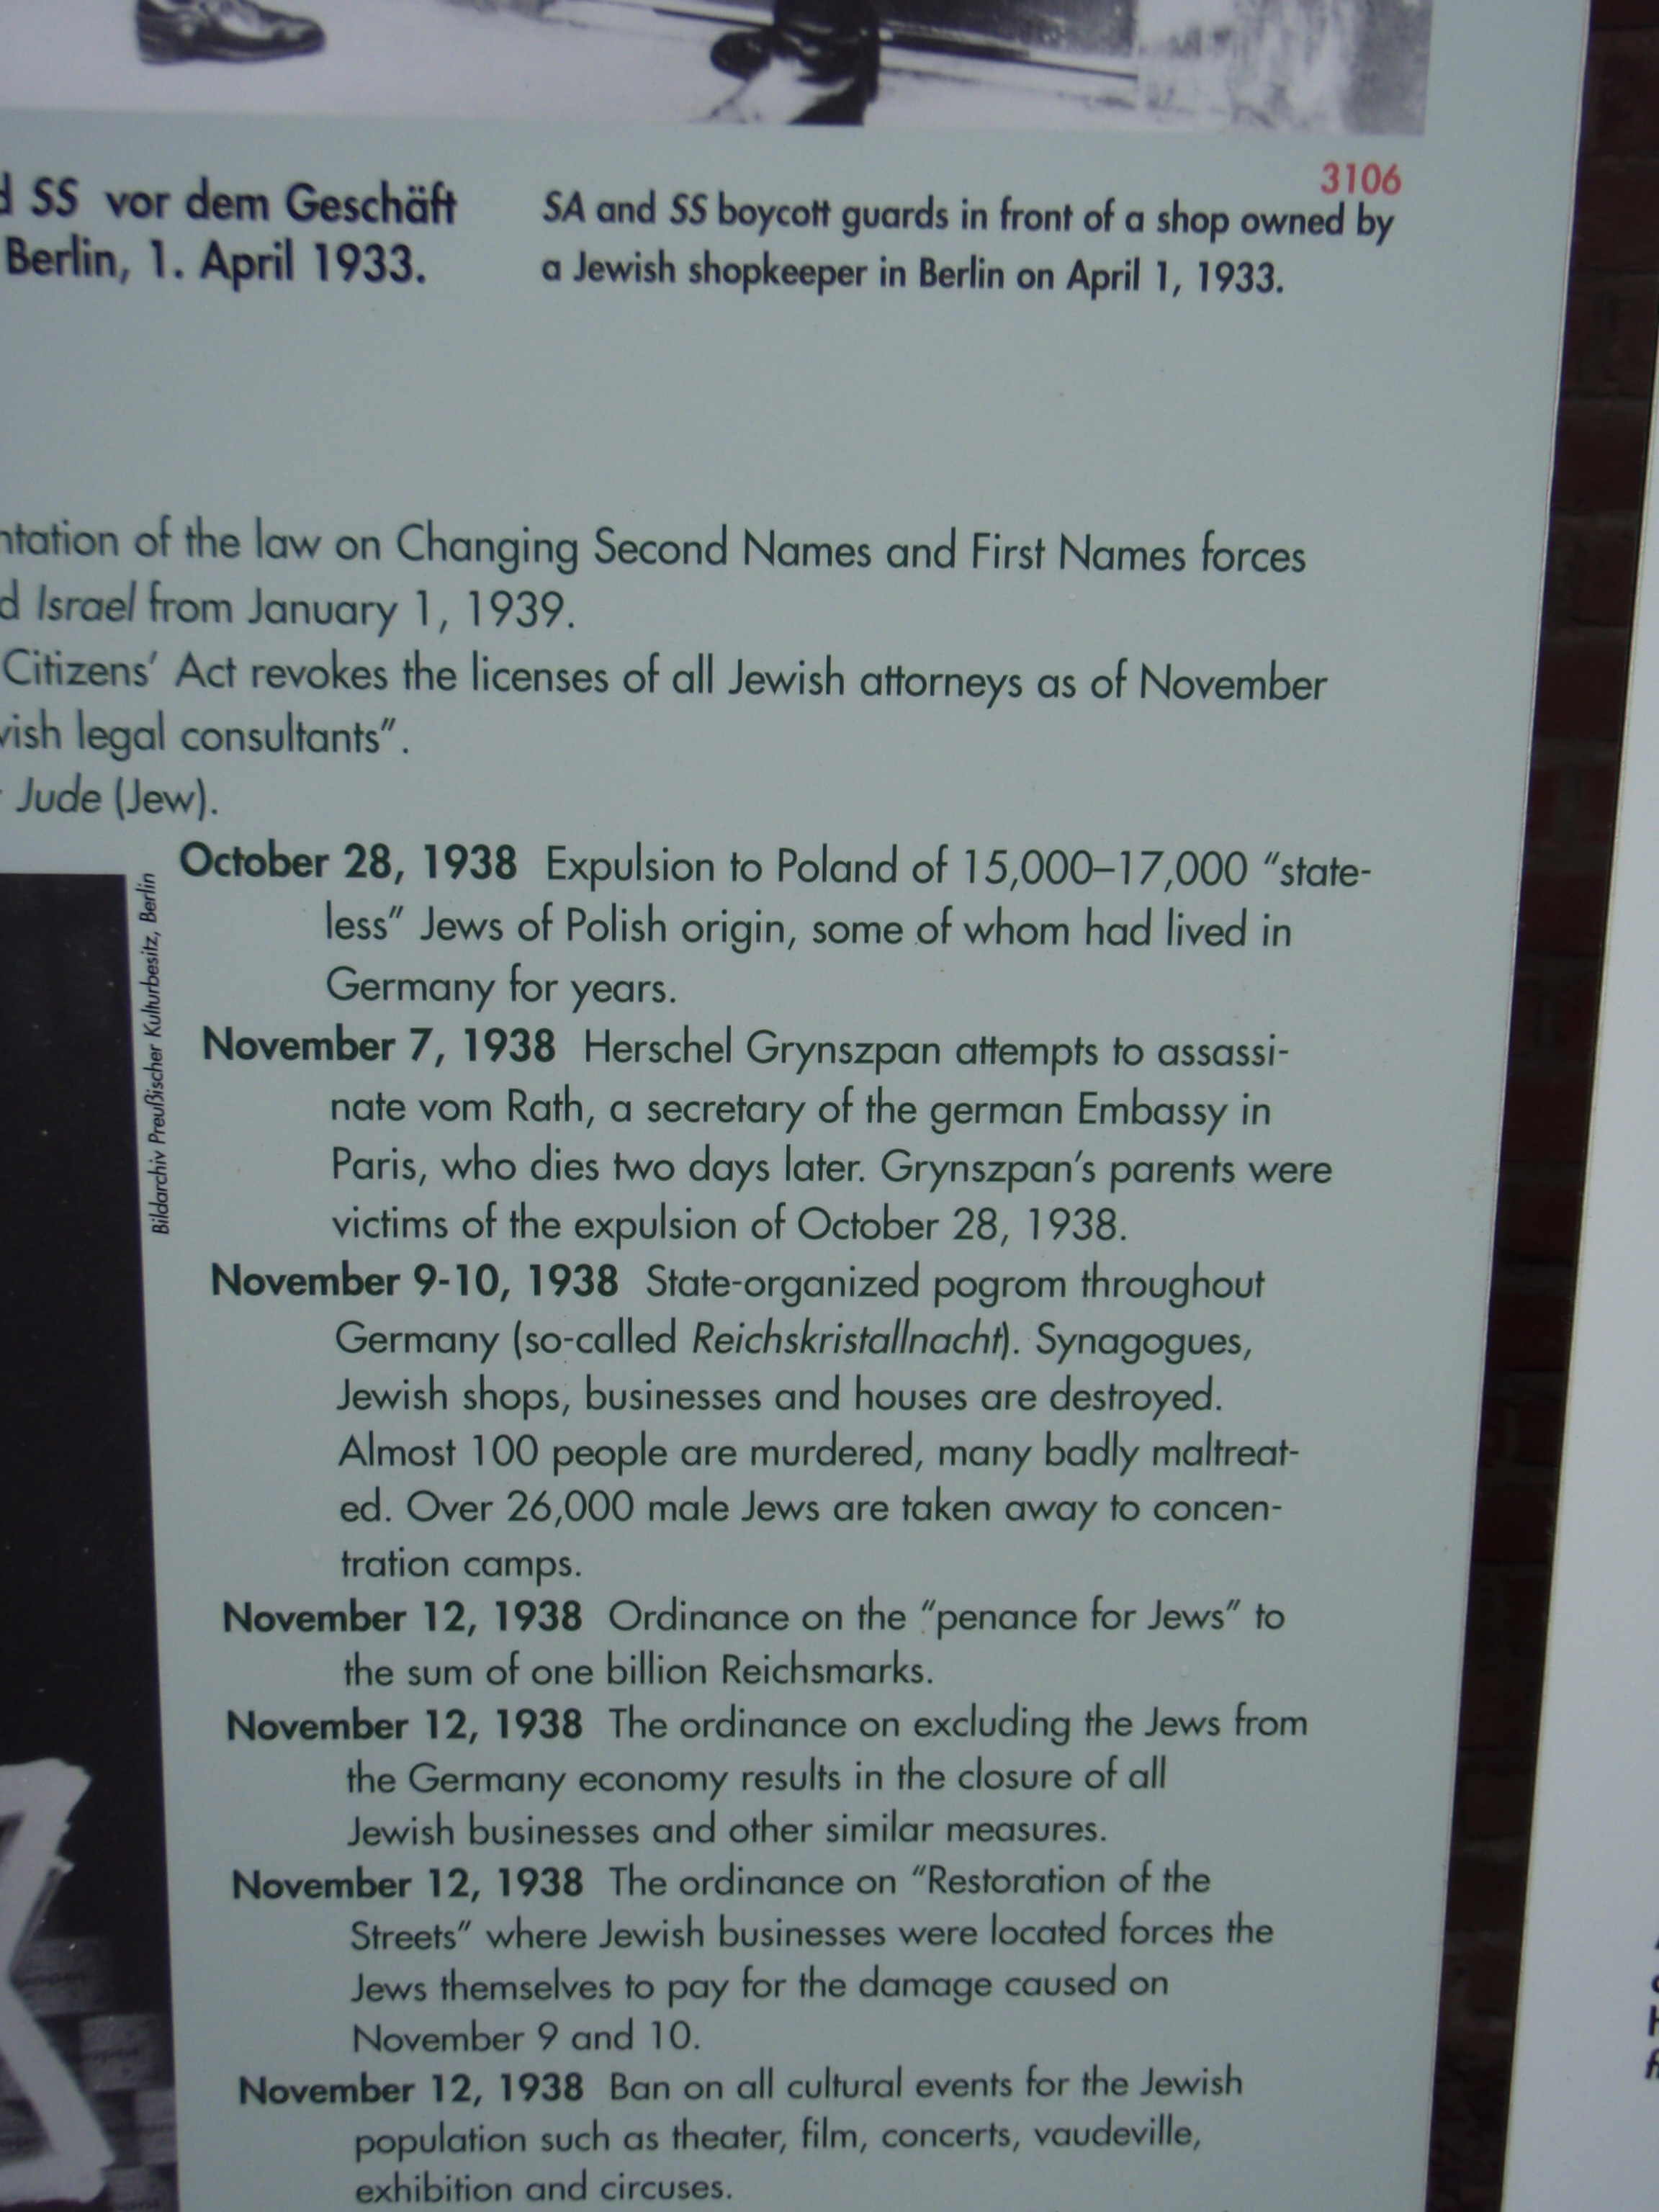 SS vor dem Geschäft
Berlin, 1. April 1933.
3106
SA and SS boycott guards in front of a shop owned by
a Jewish shopkeeper in Berlin on April 1, 1933.
of the law on Changing Second Names and First Names forces
Israel from January 1, 1939.
Citizens' Act revokes the licenses of all Jewish attorneys as of November
legal consultants”.
Jude (Jew).
Bildarchiv Preußischer Kulturbesitz, Berlin
October 28, 1938 Expulsion to Poland of 15,000–17,000 “state-
less” Jews of Polish origin, some of whom had lived in
Germany for years.
November 7, 1938 Herschel Grynszpan attempts to assassi-
nate vom Rath, a secretary of the german Embassy in
Paris, who dies two days later. Grynszpan's parents were
victims of the expulsion of October 28, 1938.
November 9-10, 1938 State-organized pogrom throughout
Germany (so-called Reichskristallnacht). Synagogues,
Jewish shops, businesses and houses are destroyed.
Almost 100 people are murdered, many badly maltreat-
ed. Over 26,000 male Jews are taken away to concen-
tration camps.
November 12, 1938 Ordinance on the “penance for Jews” to
the sum of one billion Reichsmarks.
November 12, 1938 The ordinance on excluding the Jews from
the Germany economy results in the closure of all
Jewish businesses and other similar measures.
November 12, 1938 The ordinance on “Restoration of the
Streets” where Jewish businesses were located forces the
Jews themselves to pay for the damage caused on
November 9 and 10.
November 12, 1938 Ban on all cultural events for the Jewish
population such as theater, film, concerts, vaudeville,
exhibition and circuses.